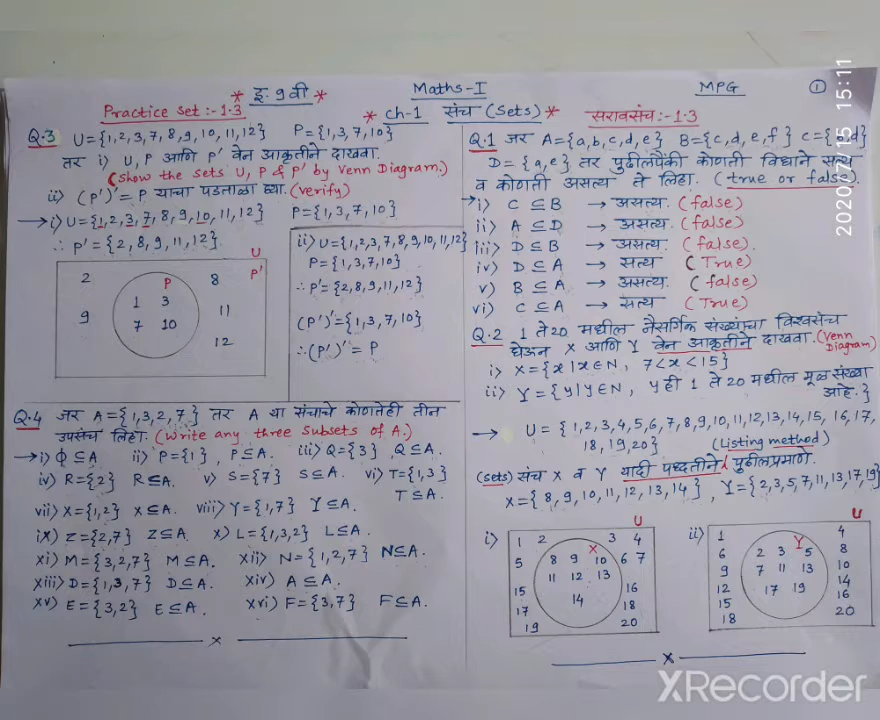 * इ. 9 वी *
Maths-I
MPG
1
Practice Set :- 1.3
* Ch-1 संच (Sets) *
सरावसंच:-1.3
Q.3 U={1,2,3,7,8,9,10,11,12} P={1,3,7,10}
तर i) U, P आणि P' वेन आकृतीने दाखवा.
(Show the sets U, P & P' by Venn Diagram.)
ii) (P')'=P याचा पडताळा घ्या. (verify)
→ i) U={1,2,3,7,8,9,10,11,12} P={1,3,7,10}
∴ P'={2,8,9,11,12}
U
P'
2
P
8
1 3
9
11
7 10
12
ii) U={1,2,3,7,8,9,10,11,12}
P={1,3,7,10}
∴ P'={2,8,9,11,12}
(P')'={1,3,7,10}
∴ (P')'=P
Q.4 जर A={1,3,2,7} तर A या संचाचे कोणतेही तीन
उपसंच लिहा. (Write any three Subsets of A.)
→ i) Φ⊆A ii) P={1}, P⊆A. iii) Q={3}, Q⊆A.
iv) R={2} R⊆A. v) S={7} S⊆A. vi) T={1,3}
T⊆A.
vii) X={1,2} X⊆A. viii) Y={1,7} Y⊆A.
ix) Z={2,7} Z⊆A. x) L={1,3,2} L⊆A.
xi) M={3,2,7} M⊆A. xii) N={1,2,7} N⊆A.
xiii) D={1,3,7} D⊆A. xiv) A⊆A.
xv) E={3,2} E⊆A. xvi) F={3,7} F⊆A.
x
Q.1 जर A={a,b,c,d,e} B={c,d,e,f} C={b,d}
D={a,e} तर पुढीलपैकी कोणती विधाने सत्य
व कोणती असत्य ते लिहा. (true or false).
→ i) C⊆B → असत्य. (false)
ii) A⊆D → असत्य. (false)
iii) D⊆B → असत्य. (false).
iv) D⊆A → सत्य (True)
v) B⊆A → असत्य. (false)
vi) C⊆A → सत्य (True)
Q.2 1 ते 20 मधील नैसर्गिक संख्यांचा विश्वसंच
घेऊन X आणि Y वेन आकृतीने दाखवा. (Venn
Diagram)
i) X={x|x∈N, 7<x<15}
ii) Y={y|y∈N, y ही 1 ते 20 मधील मूळ संख्या
आहे.}
→ U={1,2,3,4,5,6,7,8,9,10,11,12,13,14,15,16,17,
18,19,20} (Listing method)
(sets) संच X व Y यादी पध्दतीने पुढीलप्रमाणे.
X={8,9,10,11,12,13,14}, Y={2,3,5,7,11,13,17,19}
i)
U
1 2 3 4
X
5 8 9 10 6 7
11 12 13
15 16
14
17 18
19 20
ii)
U
1 4
Y
6 2 3 5 8
9 7 11 13 10
12 17 19 14
15 16
18 20
x
2020/7/15 15:11
XRecorder